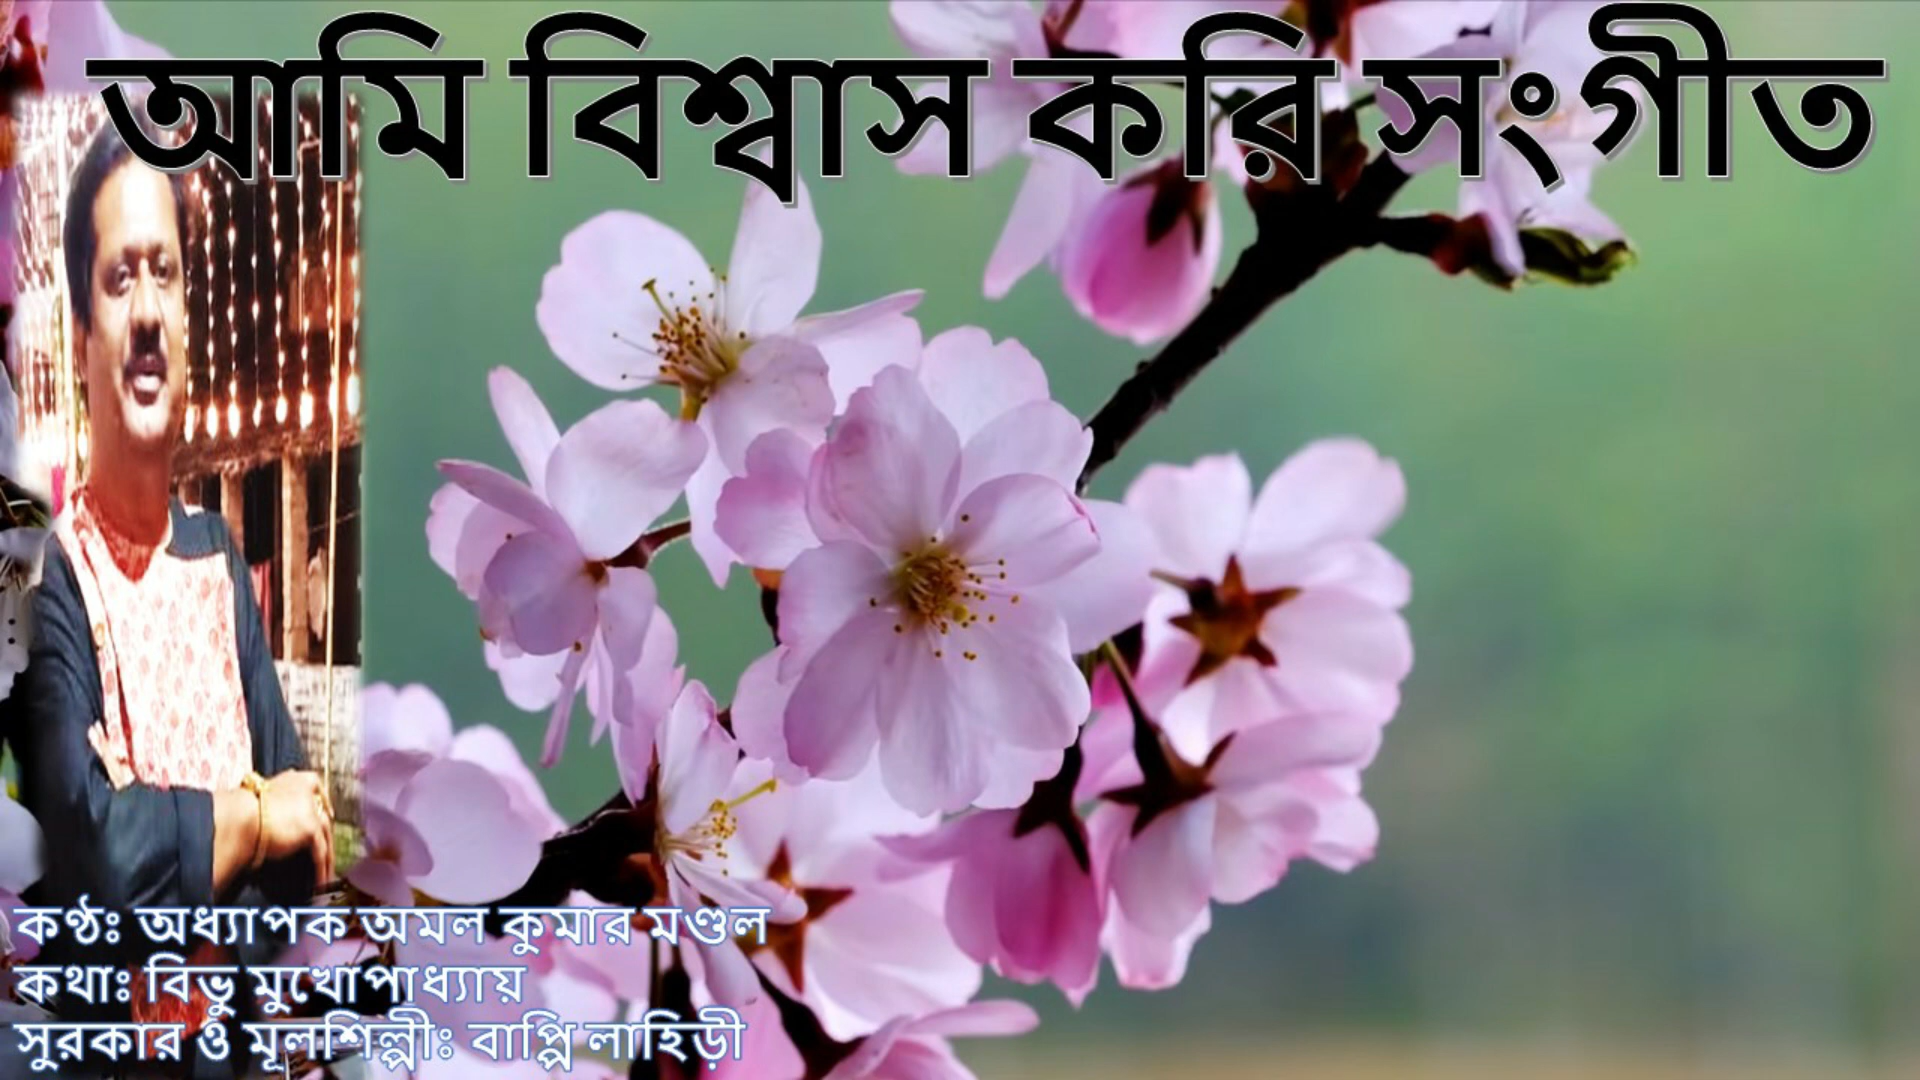 আমি বিশ্বাস করি সংগীত
কণ্ঠঃ অধ্যাপক অমল কুমার মণ্ডল
কথাঃ বিভু মুখোপাধ্যায়
সুরকার ও মূলশিল্পীঃ বাপ্পি লাহিড়ী